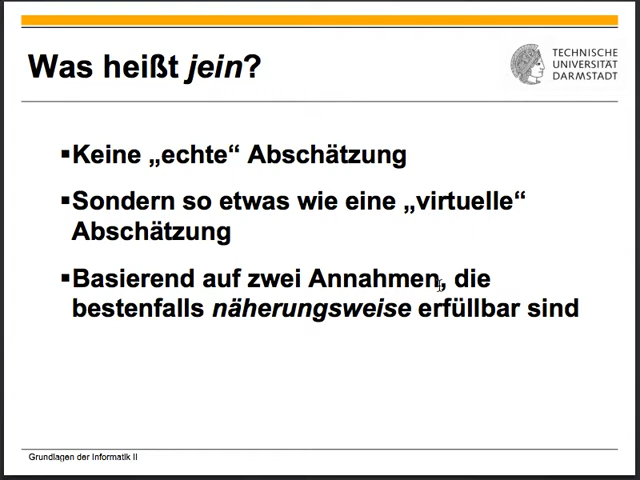 Was heißt jein?
TECHNISCHE
UNIVERSITÄT
DARMSTADT
▪Keine „echte“ Abschätzung
▪Sondern so etwas wie eine „virtuelle“
Abschätzung
▪Basierend auf zwei Annahmen, die
bestenfalls näherungsweise erfüllbar sind
Grundlagen der Informatik II